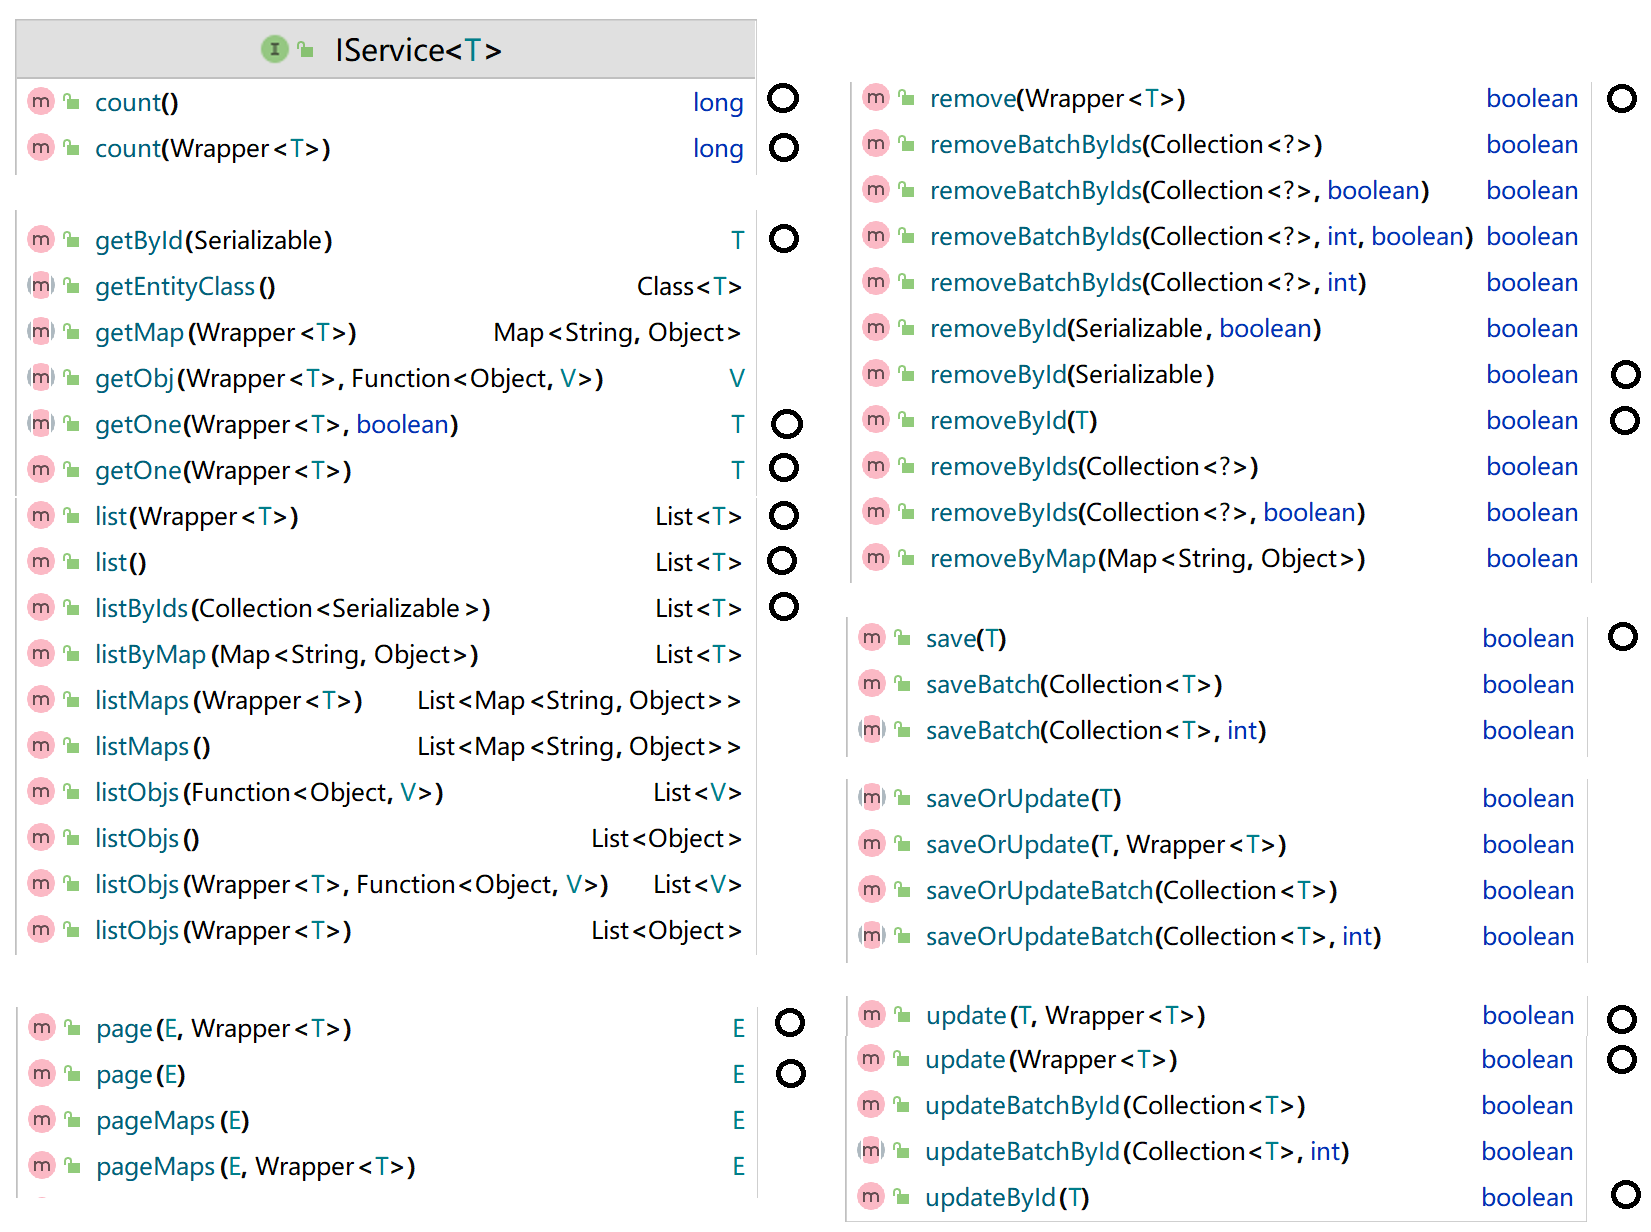 IService<T>
count() long
count(Wrapper<T>) long
getById(Serializable) T
getEntityClass() Class<T>
getMap(Wrapper<T>) Map<String, Object>
getObj(Wrapper<T>, Function<Object, V>) V
getOne(Wrapper<T>, boolean) T
getOne(Wrapper<T>) T
list(Wrapper<T>) List<T>
list() List<T>
listByIds(Collection<Serializable>) List<T>
listByMap(Map<String, Object>) List<T>
listMaps(Wrapper<T>) List<Map<String, Object>>
listMaps() List<Map<String, Object>>
listObjs(Function<Object, V>) List<V>
listObjs() List<Object>
listObjs(Wrapper<T>, Function<Object, V>) List<V>
listObjs(Wrapper<T>) List<Object>
page(E, Wrapper<T>) E
page(E) E
pageMaps(E) E
pageMaps(E, Wrapper<T>) E
remove(Wrapper<T>) boolean
removeBatchByIds(Collection<?>) boolean
removeBatchByIds(Collection<?>, boolean) boolean
removeBatchByIds(Collection<?>, int, boolean) boolean
removeBatchByIds(Collection<?>, int) boolean
removeById(Serializable, boolean) boolean
removeById(Serializable) boolean
removeById(T) boolean
removeByIds(Collection<?>) boolean
removeByIds(Collection<?>, boolean) boolean
removeByMap(Map<String, Object>) boolean
save(T) boolean
saveBatch(Collection<T>) boolean
saveBatch(Collection<T>, int) boolean
saveOrUpdate(T) boolean
saveOrUpdate(T, Wrapper<T>) boolean
saveOrUpdateBatch(Collection<T>) boolean
saveOrUpdateBatch(Collection<T>, int) boolean
update(T, Wrapper<T>) boolean
update(Wrapper<T>) boolean
updateBatchById(Collection<T>) boolean
updateBatchById(Collection<T>, int) boolean
updateById(T) boolean